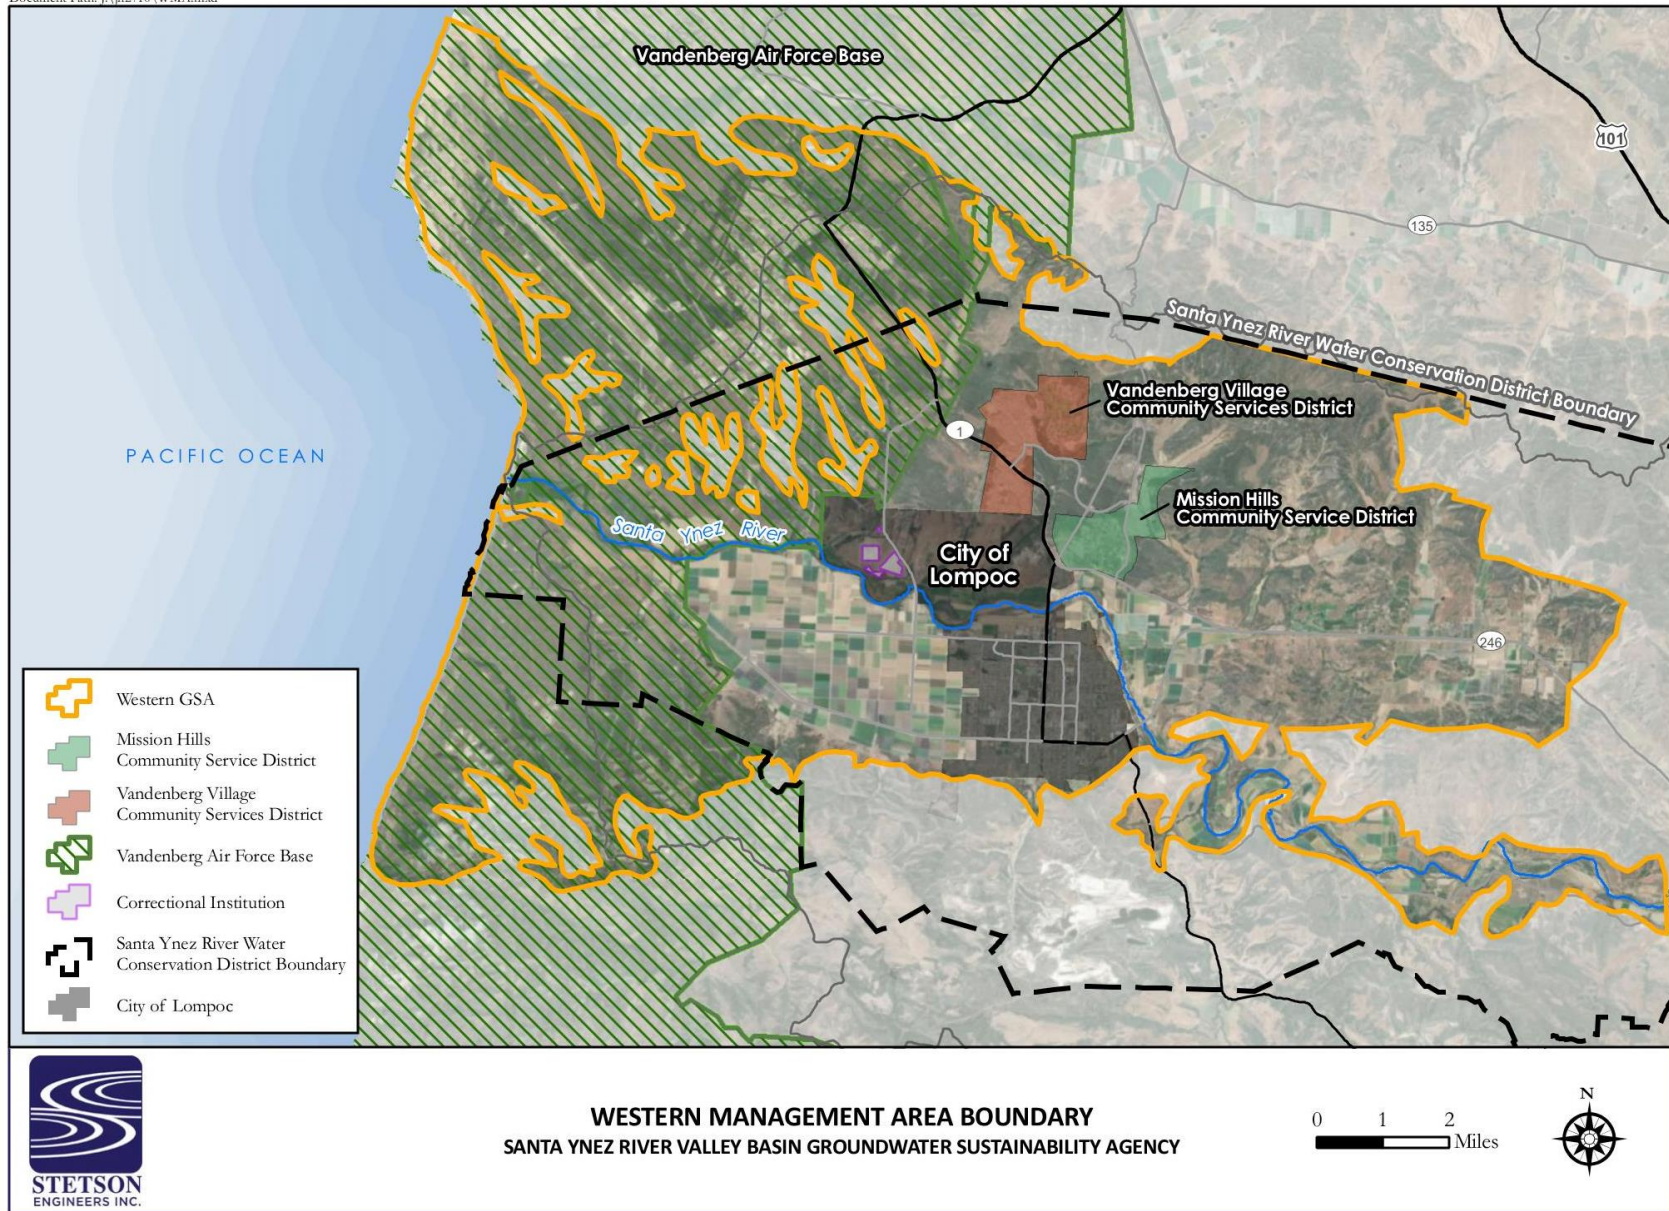 Vandenberg Air Force Base
101
135
Santa Ynez River Water Conservation District Boundary
Vandenberg Village
Community Services District
1
PACIFIC OCEAN
Mission Hills
Community Service District
Santa Ynez River
City of
Lompoc
246
Western GSA
Mission Hills
Community Service District
Vandenberg Village
Community Services District
Vandenberg Air Force Base
Correctional Institution
Santa Ynez River Water
Conservation District Boundary
City of Lompoc
STETSON
ENGINEERS INC.
WESTERN MANAGEMENT AREA BOUNDARY
SANTA YNEZ RIVER VALLEY BASIN GROUNDWATER SUSTAINABILITY AGENCY
0 1 2
Miles
N